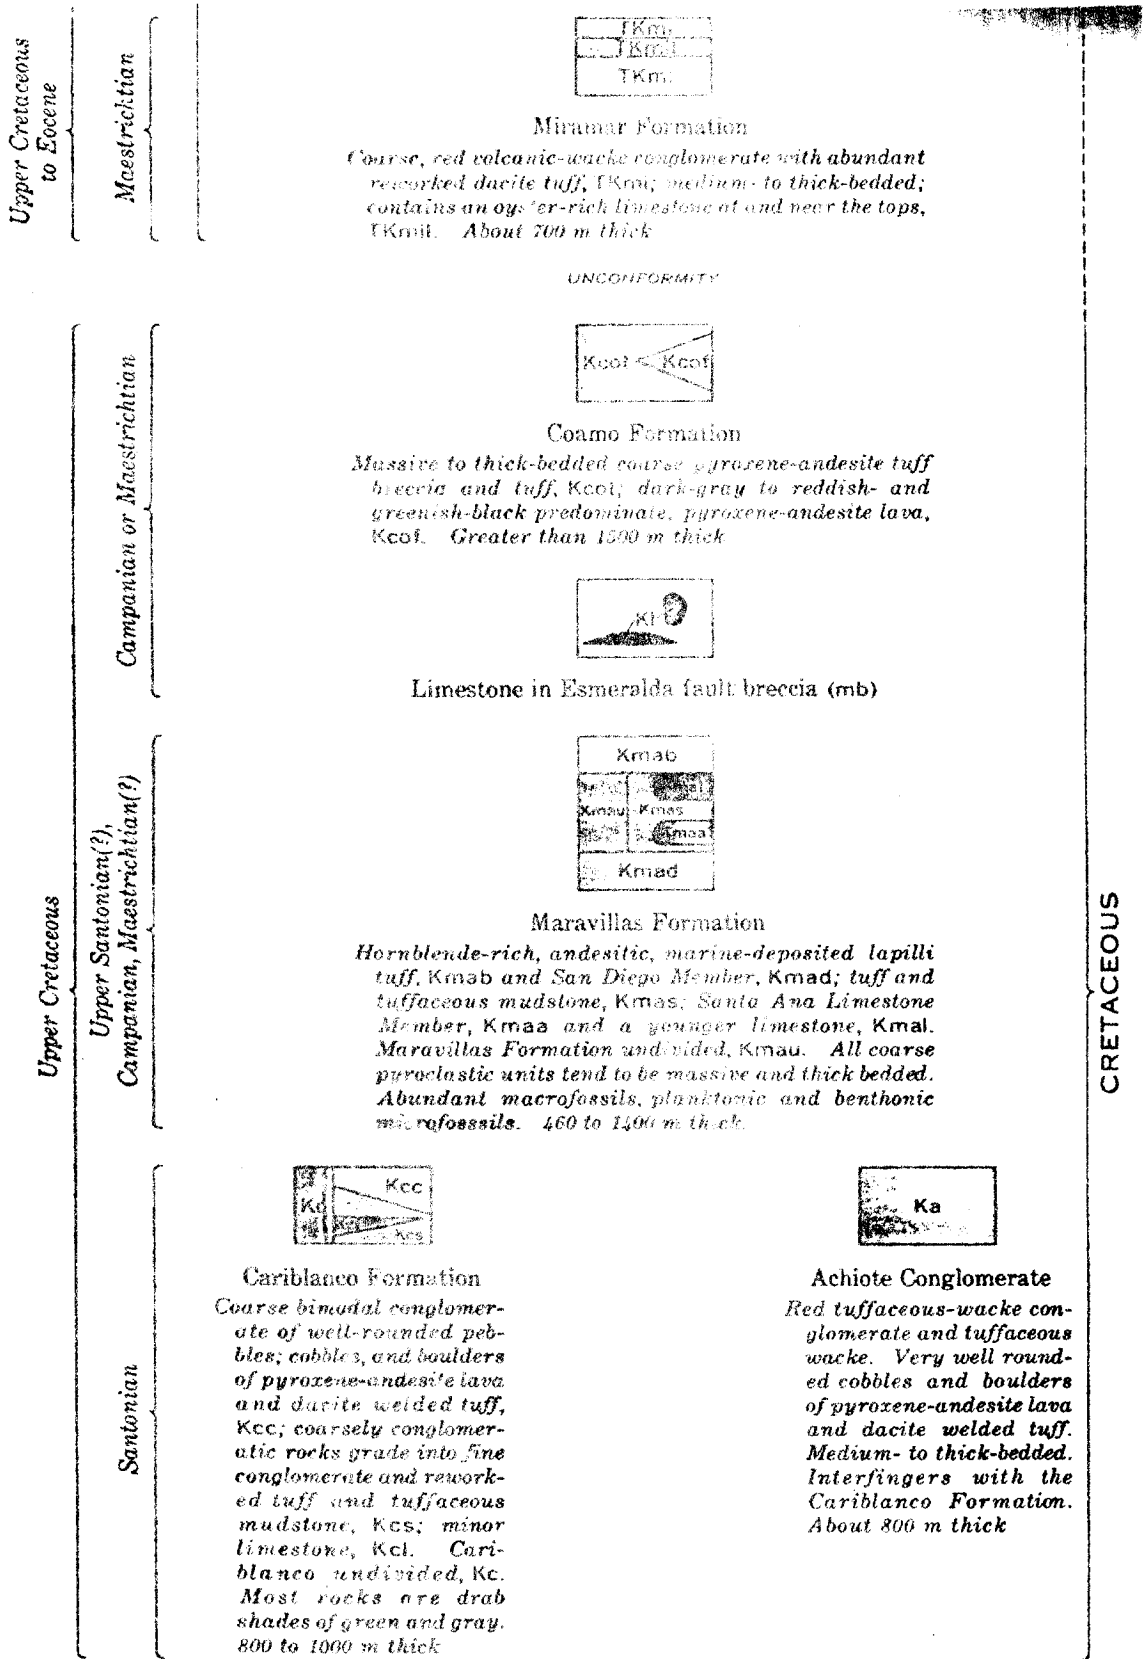 Upper Cretaceous
to Eocene
Maestrichtian
TKmi
Miramar Formation
Coarse, red volcanic-wacke conglomerate with abundant
reworked dacite tuff, TKmi; medium- to thick-bedded;
contains an oyster-rich limestone at and near the tops,
TKmil. About 700 m thick
UNCONFORMITY
Upper Cretaceous
Campanian or Maestrichtian
Kcot Kcof
Coamo Formation
Massive to thick-bedded coarse pyroxene-andesite tuff
breccia and tuff, Kcot; dark-gray to reddish- and
greenish-black predominate, pyroxene-andesite lava,
Kcof. Greater than 1500 m thick
Kl
Limestone in Esmeralda fault breccia (mb)
Upper Santonian(?),
Campanian, Maestrichtian(?)
Kmab
Kmau Kmas
Kmaa
Kmad
Maravillas Formation
Hornblende-rich, andesitic, marine-deposited lapilli
tuff, Kmab and San Diego Member, Kmad; tuff and
tuffaceous mudstone, Kmas; Santa Ana Limestone
Member, Kmaa and a younger limestone, Kmal.
Maravillas Formation undivided, Kmau. All coarse
pyroclastic units tend to be massive and thick bedded.
Abundant macrofossils, planktonic and benthonic
microfosssils. 460 to 1400 m thick
CRETACEOUS
Santonian
Kcc
Kc
Kcs
Cariblanco Formation
Coarse bimodal conglomer-
ate of well-rounded peb-
bles; cobbles, and boulders
of pyroxene-andesite lava
and dacite welded tuff,
Kcc; coarsely conglomer-
atic rocks grade into fine
conglomerate and rework-
ed tuff and tuffaceous
mudstone, Kcs; minor
limestone, Kcl. Cari-
blanco undivided, Kc.
Most rocks are drab
shades of green and gray.
800 to 1000 m thick
Ka
Achiote Conglomerate
Red tuffaceous-wacke con-
glomerate and tuffaceous
wacke. Very well round-
ed cobbles and boulders
of pyroxene-andesite lava
and dacite welded tuff.
Medium- to thick-bedded.
Interfingers with the
Cariblanco Formation.
About 800 m thick